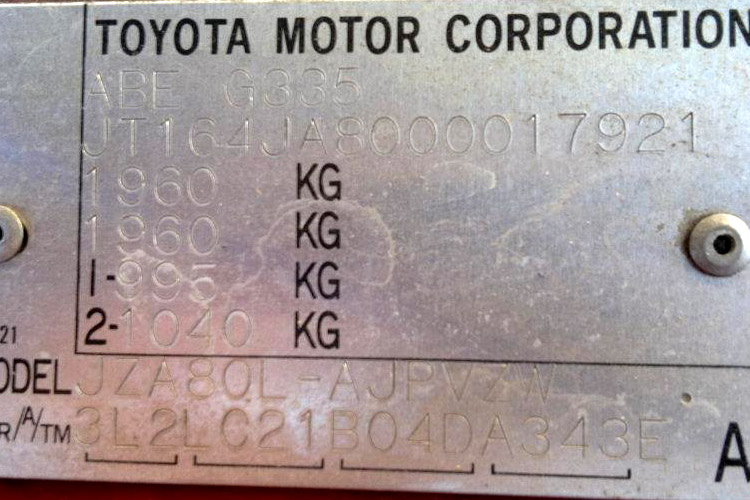 TOYOTA MOTOR CORPORATION
ABE G335
JT164JA8000017921
1960 KG
1960 KG
1-995 KG
2-1040 KG
21
ODEL JZA80L-AJPVZW
R/A/TM 3L2LC21B04DA343E
A